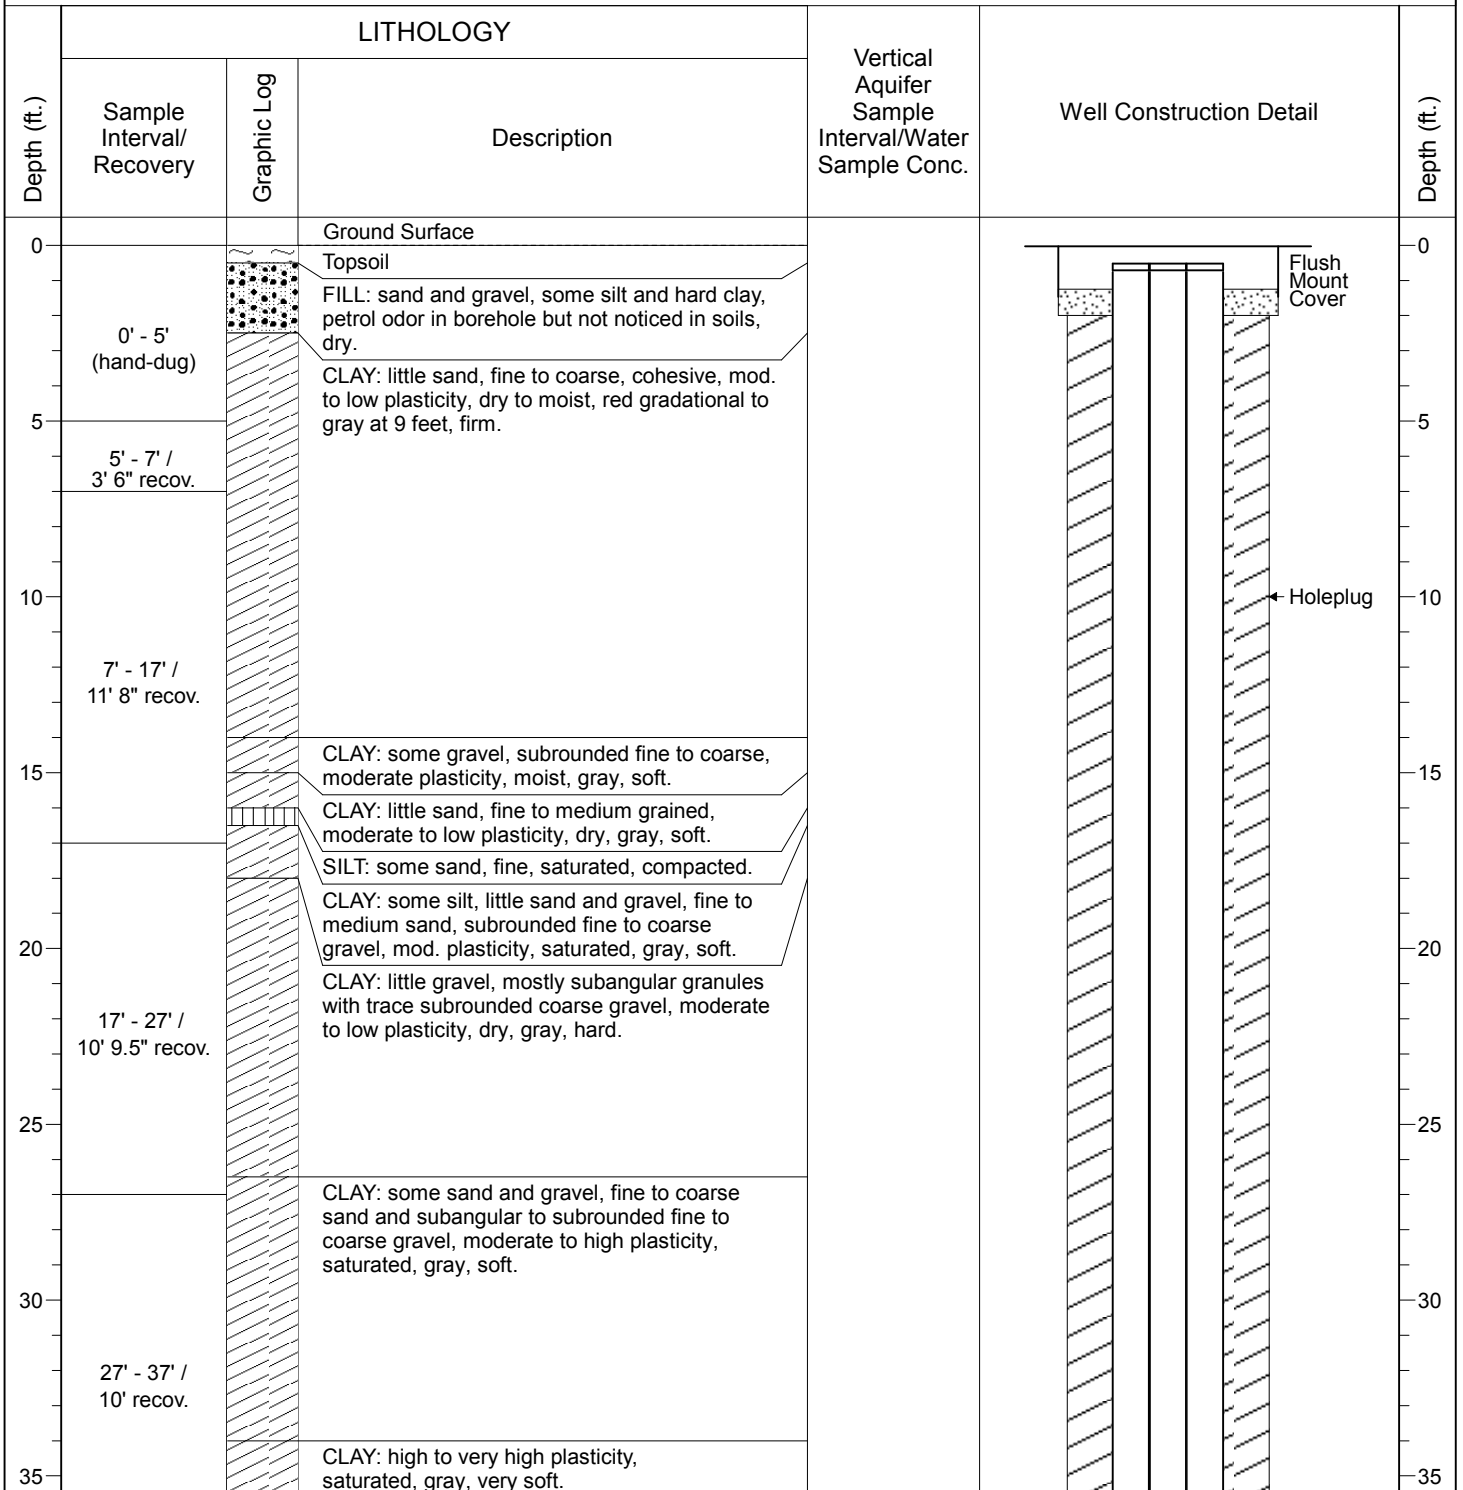 LITHOLOGY
Depth (ft.)
Sample
Interval/
Recovery
Graphic Log
Description
Vertical
Aquifer
Sample
Interval/Water
Sample Conc.
Well Construction Detail
Depth (ft.)
Ground Surface
0
0
Topsoil
Flush
Mount
Cover
FILL: sand and gravel, some silt and hard clay,
petrol odor in borehole but not noticed in soils,
dry.
0' - 5'
(hand-dug)
CLAY: little sand, fine to coarse, cohesive, mod.
to low plasticity, dry to moist, red gradational to
gray at 9 feet, firm.
5
5
5' - 7' /
3' 6" recov.
10
Holeplug
10
7' - 17' /
11' 8" recov.
CLAY: some gravel, subrounded fine to coarse,
moderate plasticity, moist, gray, soft.
15
15
CLAY: little sand, fine to medium grained,
moderate to low plasticity, dry, gray, soft.
SILT: some sand, fine, saturated, compacted.
CLAY: some silt, little sand and gravel, fine to
medium sand, subrounded fine to coarse
gravel, mod. plasticity, saturated, gray, soft.
20
20
CLAY: little gravel, mostly subangular granules
with trace subrounded coarse gravel, moderate
to low plasticity, dry, gray, hard.
17' - 27' /
10' 9.5" recov.
25
25
CLAY: some sand and gravel, fine to coarse
sand and subangular to subrounded fine to
coarse gravel, moderate to high plasticity,
saturated, gray, soft.
30
30
27' - 37' /
10' recov.
CLAY: high to very high plasticity,
saturated, gray, very soft.
35
35